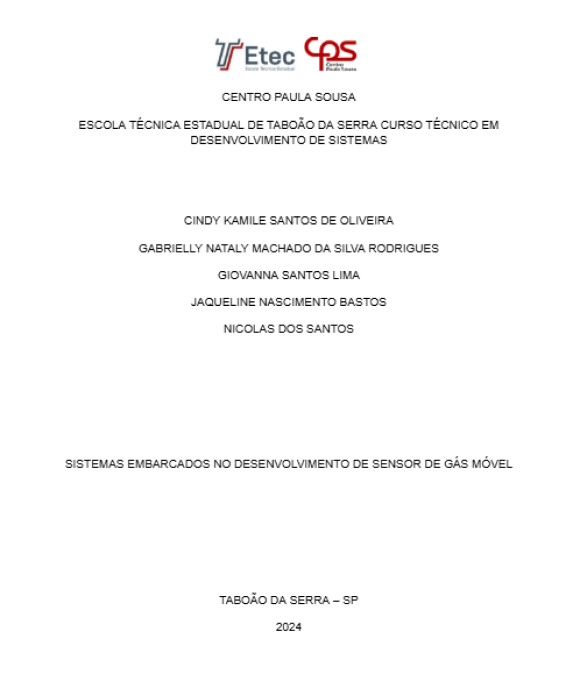 Etec
Escola Técnica Estadual
CPS
Centro
Paula Souza
CENTRO PAULA SOUSA
ESCOLA TÉCNICA ESTADUAL DE TABOÃO DA SERRA CURSO TÉCNICO EM
DESENVOLVIMENTO DE SISTEMAS
CINDY KAMILE SANTOS DE OLIVEIRA
GABRIELLY NATALY MACHADO DA SILVA RODRIGUES
GIOVANNA SANTOS LIMA
JAQUELINE NASCIMENTO BASTOS
NICOLAS DOS SANTOS
SISTEMAS EMBARCADOS NO DESENVOLVIMENTO DE SENSOR DE GÁS MÓVEL
TABOÃO DA SERRA – SP
2024